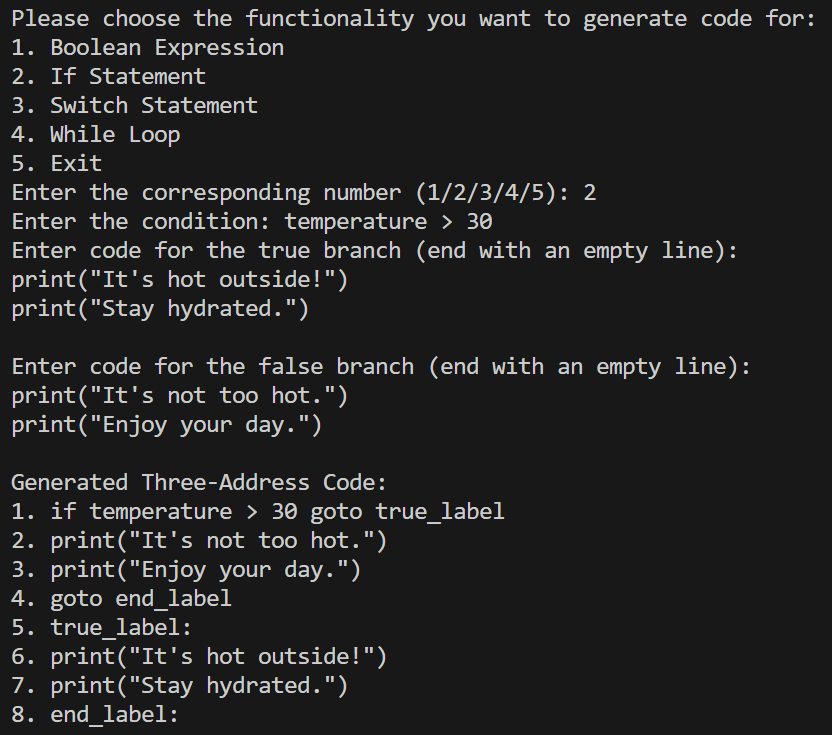 Please choose the functionality you want to generate code for:
1. Boolean Expression
2. If Statement
3. Switch Statement
4. While Loop
5. Exit
Enter the corresponding number (1/2/3/4/5): 2
Enter the condition: temperature > 30
Enter code for the true branch (end with an empty line):
print("It's hot outside!")
print("Stay hydrated.")

Enter code for the false branch (end with an empty line):
print("It's not too hot.")
print("Enjoy your day.")

Generated Three-Address Code:
1. if temperature > 30 goto true_label
2. print("It's not too hot.")
3. print("Enjoy your day.")
4. goto end_label
5. true_label:
6. print("It's hot outside!")
7. print("Stay hydrated.")
8. end_label: